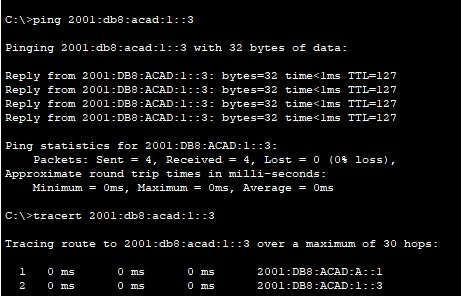 C:\>ping 2001:db8:acad:1::3
Pinging 2001:db8:acad:1::3 with 32 bytes of data:
Reply from 2001:DB8:ACAD:1::3: bytes=32 time<1ms TTL=127
Reply from 2001:DB8:ACAD:1::3: bytes=32 time<1ms TTL=127
Reply from 2001:DB8:ACAD:1::3: bytes=32 time<1ms TTL=127
Reply from 2001:DB8:ACAD:1::3: bytes=32 time<1ms TTL=127
Ping statistics for 2001:DB8:ACAD:1::3:
    Packets: Sent = 4, Received = 4, Lost = 0 (0% loss),
Approximate round trip times in milli-seconds:
    Minimum = 0ms, Maximum = 0ms, Average = 0ms
C:\>tracert 2001:db8:acad:1::3
Tracing route to 2001:db8:acad:1::3 over a maximum of 30 hops:
  1   0 ms      0 ms      0 ms      2001:DB8:ACAD:A::1
  2   0 ms      0 ms      0 ms      2001:DB8:ACAD:1::3